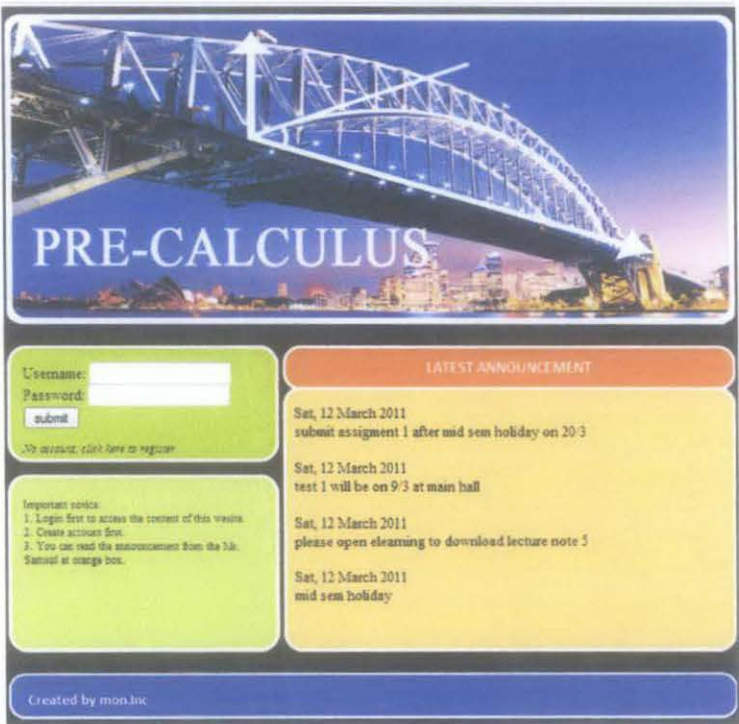 PRE-CALCULUS
Username:
Password:
submit
No account, click here to register
Important notice:
1. Login first to access the content of this wesite.
2. Create account first.
3. You can read the announcement from the Mr.
at orange box.
LATEST ANNOUNCEMENT
Sat, 12 March 2011
submit assigment 1 after mid sem holiday on 20/3
Sat, 12 March 2011
test 1 will be on 9/3 at main hall
Sat, 12 March 2011
please open elearning to download lecture note 5
Sat, 12 March 2011
mid sem holiday
Created by mon.Inc